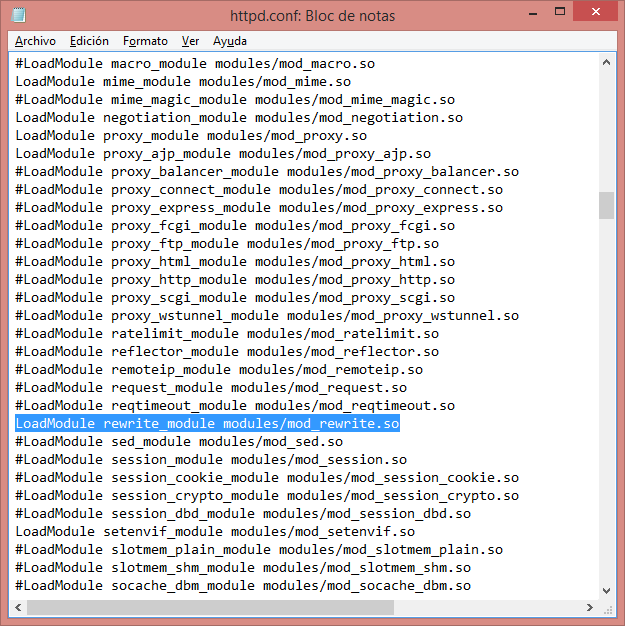 httpd.conf: Bloc de notas
Archivo Edición Formato Ver Ayuda
#LoadModule macro_module modules/mod_macro.so
LoadModule mime_module modules/mod_mime.so
#LoadModule mime_magic_module modules/mod_mime_magic.so
LoadModule negotiation_module modules/mod_negotiation.so
LoadModule proxy_module modules/mod_proxy.so
LoadModule proxy_ajp_module modules/mod_proxy_ajp.so
#LoadModule proxy_balancer_module modules/mod_proxy_balancer.so
#LoadModule proxy_connect_module modules/mod_proxy_connect.so
#LoadModule proxy_express_module modules/mod_proxy_express.so
#LoadModule proxy_fcgi_module modules/mod_proxy_fcgi.so
#LoadModule proxy_ftp_module modules/mod_proxy_ftp.so
#LoadModule proxy_html_module modules/mod_proxy_html.so
#LoadModule proxy_http_module modules/mod_proxy_http.so
#LoadModule proxy_scgi_module modules/mod_proxy_scgi.so
#LoadModule proxy_wstunnel_module modules/mod_proxy_wstunnel.so
#LoadModule ratelimit_module modules/mod_ratelimit.so
#LoadModule reflector_module modules/mod_reflector.so
#LoadModule remoteip_module modules/mod_remoteip.so
#LoadModule request_module modules/mod_request.so
#LoadModule reqtimeout_module modules/mod_reqtimeout.so
LoadModule rewrite_module modules/mod_rewrite.so
#LoadModule sed_module modules/mod_sed.so
#LoadModule session_module modules/mod_session.so
#LoadModule session_cookie_module modules/mod_session_cookie.so
#LoadModule session_crypto_module modules/mod_session_crypto.so
#LoadModule session_dbd_module modules/mod_session_dbd.so
LoadModule setenvif_module modules/mod_setenvif.so
#LoadModule slotmem_plain_module modules/mod_slotmem_plain.so
#LoadModule slotmem_shm_module modules/mod_slotmem_shm.so
#LoadModule socache_dbm_module modules/mod_socache_dbm.so